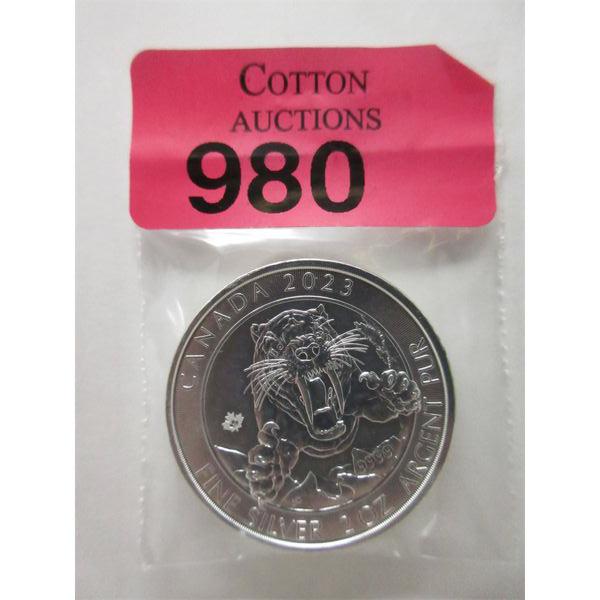 COTTON
AUCTIONS
980
CANADA 2023
9999
FINE SILVER 2 OZ ARGENT PUR